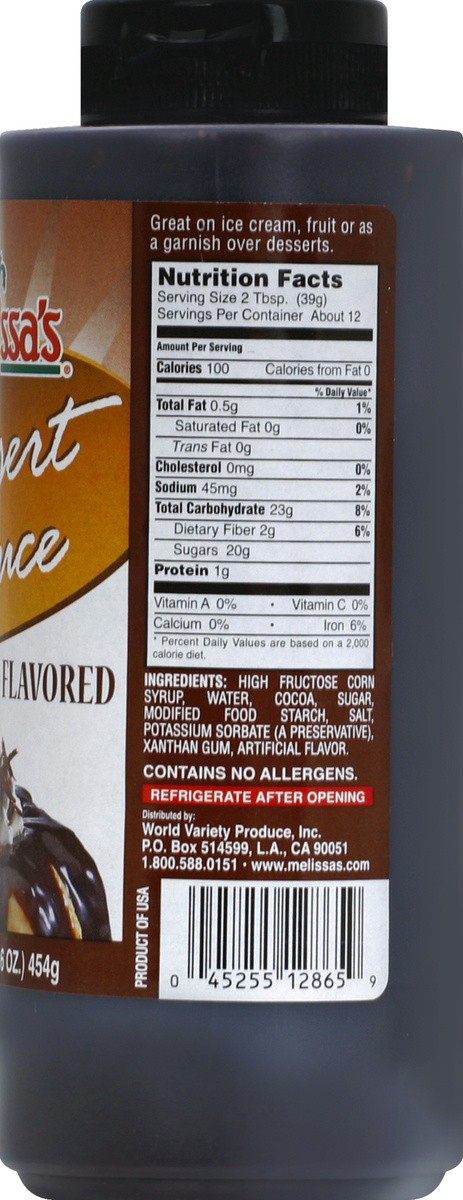 ssa's®
ert
ce
FLAVORED
6 OZ.) 454g
Great on ice cream, fruit or as
a garnish over desserts.
Nutrition Facts
Serving Size 2 Tbsp. (39g)
Servings Per Container About 12
Amount Per Serving
Calories 100 Calories from Fat 0
% Daily Value*
Total Fat 0.5g 1%
Saturated Fat 0g 0%
Trans Fat 0g
Cholesterol 0mg 0%
Sodium 45mg 2%
Total Carbohydrate 23g 8%
Dietary Fiber 2g 6%
Sugars 20g
Protein 1g
Vitamin A 0% • Vitamin C 0%
Calcium 0% • Iron 6%
* Percent Daily Values are based on a 2,000
calorie diet.
INGREDIENTS: HIGH FRUCTOSE CORN
SYRUP, WATER, COCOA, SUGAR,
MODIFIED FOOD STARCH, SALT,
POTASSIUM SORBATE (A PRESERVATIVE),
XANTHAN GUM, ARTIFICIAL FLAVOR.
CONTAINS NO ALLERGENS.
REFRIGERATE AFTER OPENING
Distributed by:
World Variety Produce, Inc.
P.O. Box 514599, L.A., CA 90051
1.800.588.0151 • www.melissas.com
PRODUCT OF USA
0 45255 12865 9